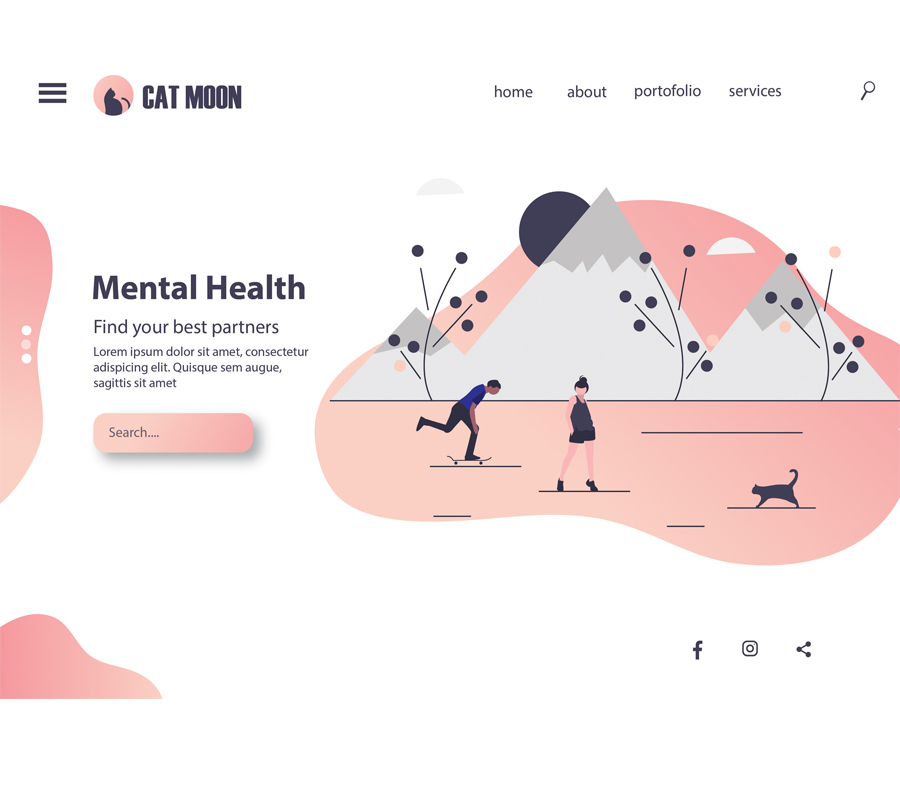 CAT MOON
home about portofolio services
Mental Health
Find your best partners
Lorem ipsum dolor sit amet, consectetur
adispicing elit. Quisque sem augue,
sagittis sit amet
Search....